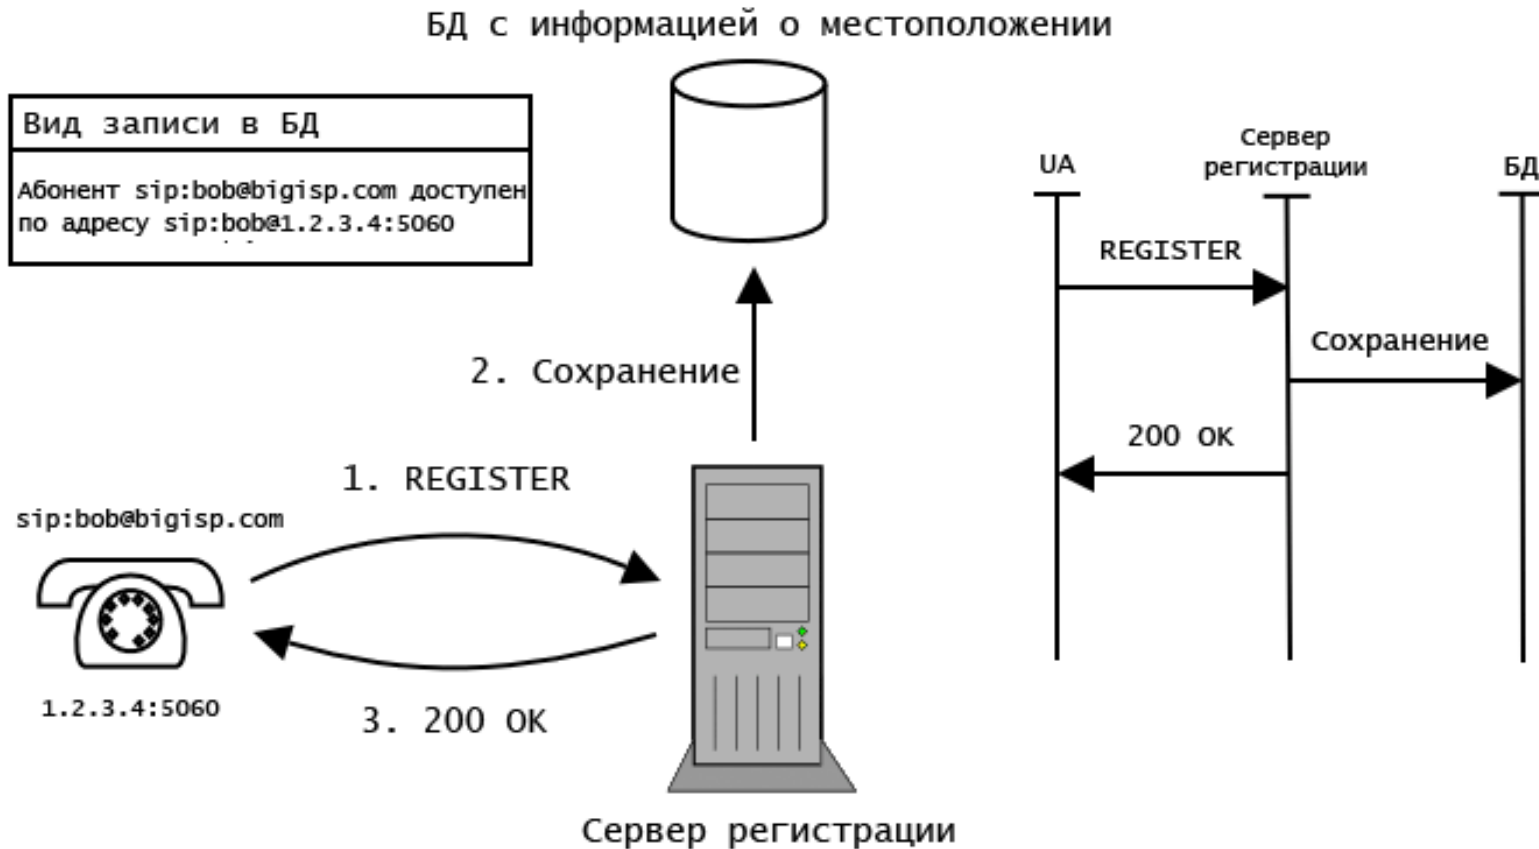 БД с информацией о местоположении
Вид записи в БД
Абонент sip:bob@bigisp.com доступен
по адресу sip:bob@1.2.3.4:5060
2. Сохранение
1. REGISTER
sip:bob@bigisp.com
1.2.3.4:5060
3. 200 OK
Сервер регистрации
UA
Сервер
регистрации
БД
REGISTER
Сохранение
200 OK